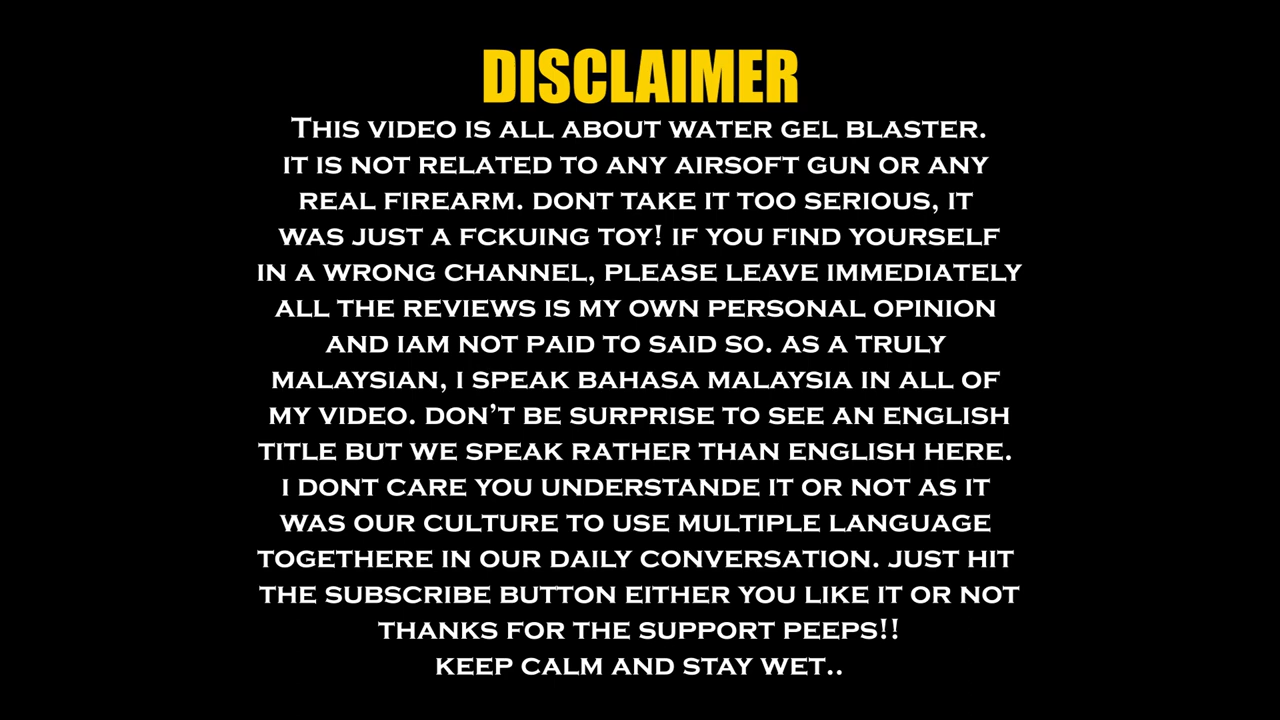 DISCLAIMER
THIS VIDEO IS ALL ABOUT WATER GEL BLASTER.
IT IS NOT RELATED TO ANY AIRSOFT GUN OR ANY
REAL FIREARM. DONT TAKE IT TOO SERIOUS, IT
WAS JUST A FCKUING TOY! IF YOU FIND YOURSELF
IN A WRONG CHANNEL, PLEASE LEAVE IMMEDIATELY
ALL THE REVIEWS IS MY OWN PERSONAL OPINION
AND IAM NOT PAID TO SAID SO. AS A TRULY
MALAYSIAN, I SPEAK BAHASA MALAYSIA IN ALL OF
MY VIDEO. DON'T BE SURPRISE TO SEE AN ENGLISH
TITLE BUT WE SPEAK RATHER THAN ENGLISH HERE.
I DONT CARE YOU UNDERSTANDE IT OR NOT AS IT
WAS OUR CULTURE TO USE MULTIPLE LANGUAGE
TOGETHERE IN OUR DAILY CONVERSATION. JUST HIT
THE SUBSCRIBE BUTTON EITHER YOU LIKE IT OR NOT
THANKS FOR THE SUPPORT PEEPS!!
KEEP CALM AND STAY WET..